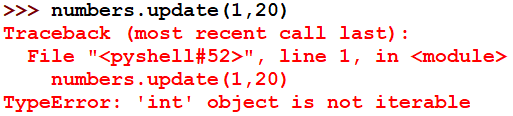 >>> numbers.update(1,20)
Traceback (most recent call last):
  File "<pyshell#52>", line 1, in <module>
    numbers.update(1,20)
TypeError: 'int' object is not iterable